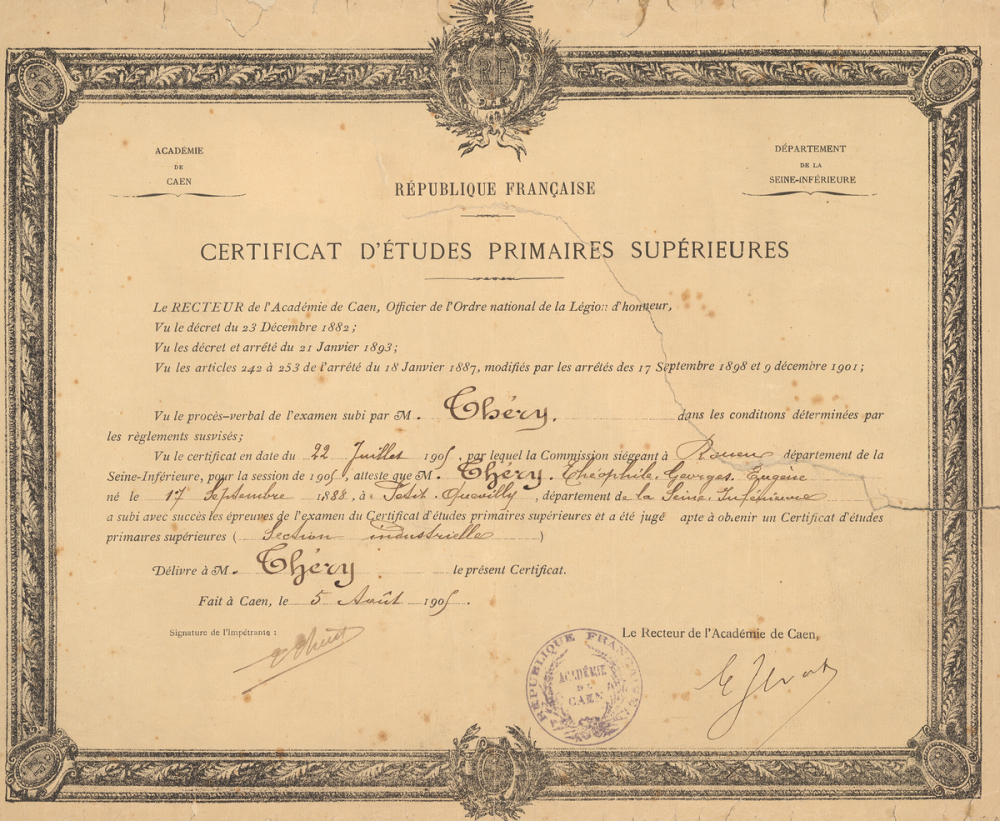 RF
ACADÉMIE
DE
CAEN
DÉPARTEMENT
DE LA
SEINE-INFÉRIEURE
RÉPUBLIQUE FRANÇAISE
CERTIFICAT D'ÉTUDES PRIMAIRES SUPÉRIEURES
Le RECTEUR de l'Académie de Caen, Officier de l'Ordre national de la Légion d'honneur,
Vu le décret du 23 Décembre 1882 ;
Vu les décret et arrêté du 21 Janvier 1893 ;
Vu les articles 242 à 253 de l'arrêté du 18 Janvier 1887, modifiés par les arrêtés des 17 Septembre 1898 et 9 décembre 1901 ;
Vu le procès-verbal de l'examen subi par M. Théry. dans les conditions déterminées par
les règlements susvisés ;
Vu le certificat en date du 22 Juillet 1905, par lequel la Commission siégeant à Rouen département de la
Seine-Inférieure, pour la session de 1905, atteste que M. Théry. Théophile, Georges, Eugène
né le 17 Septembre 1888, à Petit-Quevilly, département de la Seine-Inférieure
a subi avec succès les épreuves de l'examen du Certificat d'études primaires supérieures et a été jugé apte à obtenir un Certificat d'études
primaires supérieures ( Section industrielle )
Délivré à M. Théry le présent Certificat.
Fait à Caen, le 5 Août 1905.
Signature de l'Impétrant :
Le Recteur de l'Académie de Caen,
RÉPUBLIQUE FRANÇAISE
ACADÉMIE
DE
CAEN